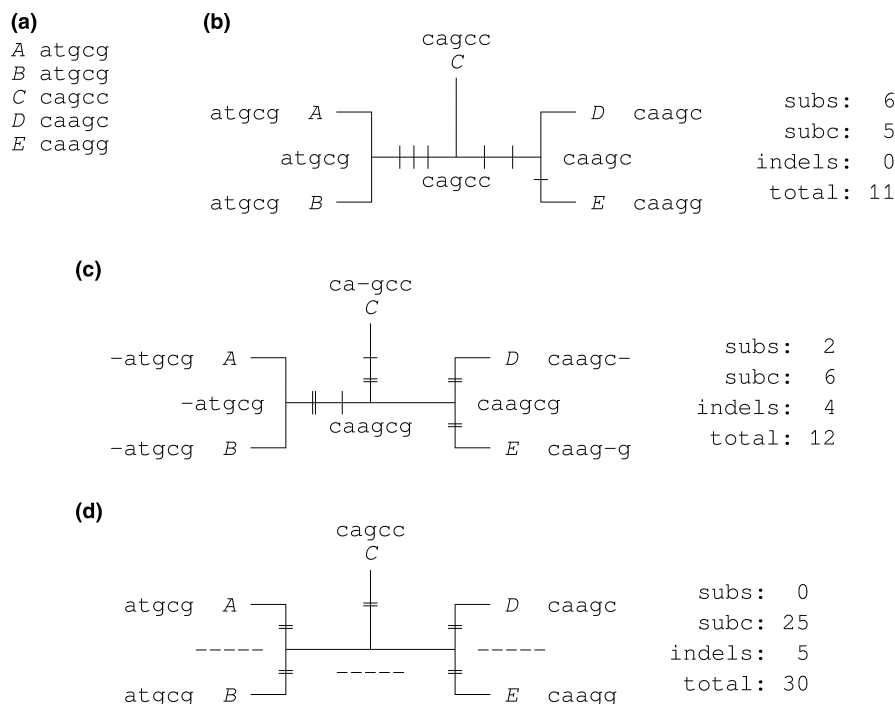 (a)
A atgcg
B atgcg
C cagcc
D caagc
E caagg
(b)
cagcc
C
atgcg A
D caagc
atgcg
caagc
cagcc
atgcg B
E caagg
subs: 6
subc: 5
indels: 0
total: 11
(c)
ca-gcc
C
-atgcg A
D caagc-
-atgcg
caagcg
caagcg
-atgcg B
E caag-g
subs: 2
subc: 6
indels: 4
total: 12
(d)
cagcc
C
atgcg A
D caagc
-----
-----
-----
atgcg B
E caagg
subs: 0
subc: 25
indels: 5
total: 30